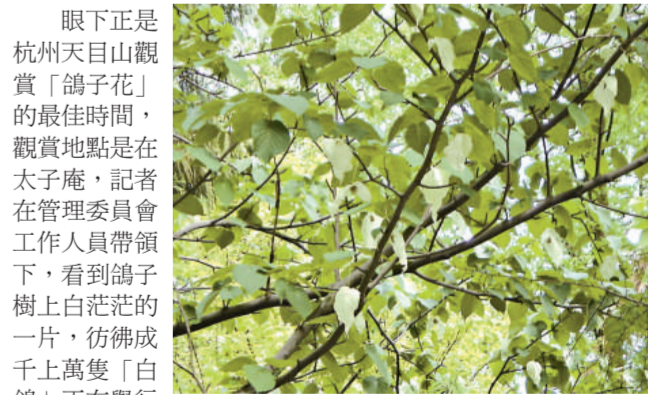 眼下正是
杭州天目山觀
賞「鴿子花」
的最佳時間，
觀賞地點是在
太子庵，記者
在管理委員會
工作人員帶領
下，看到鴿子
樹上白茫茫的
一片，彷彿成
千上萬隻「白